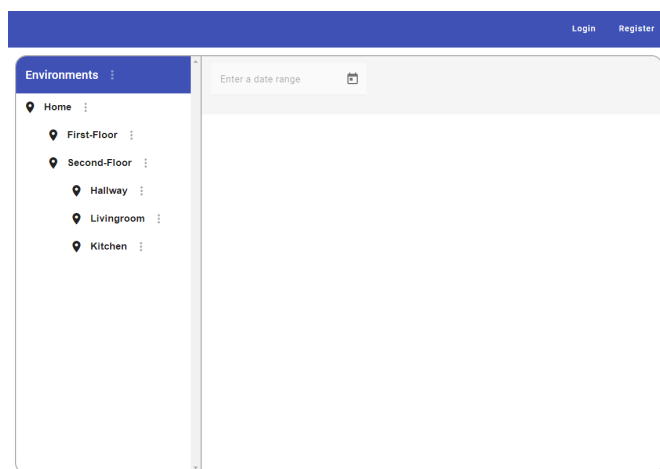 Login Register
Environments
Enter a date range
Home
First-Floor
Second-Floor
Hallway
Livingroom
Kitchen